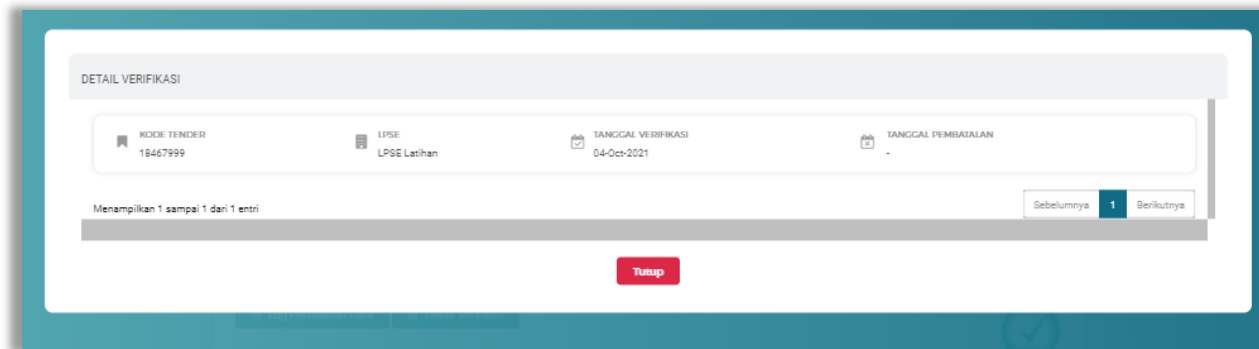 DETAIL VERIFIKASI
KODE TENDER
18467999
LPSE
LPSE Latihan
TANGGAL VERIFIKASI
04-Oct-2021
TANGGAL PEMBATALAN
-
Menampilkan 1 sampai 1 dari 1 entri
Sebelumnya 1 Berikutnya
Tutup